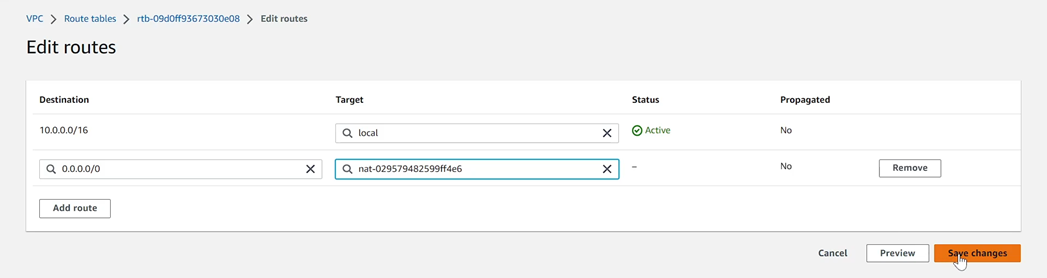 VPC > Route tables > rtb-09d0ff93673030e08 > Edit routes
Edit routes
Destination Target Status Propagated
10.0.0.0/16 local Active No
0.0.0.0/0 nat-029579482599ff4e6 – No Remove
Add route
Cancel Preview Save changes